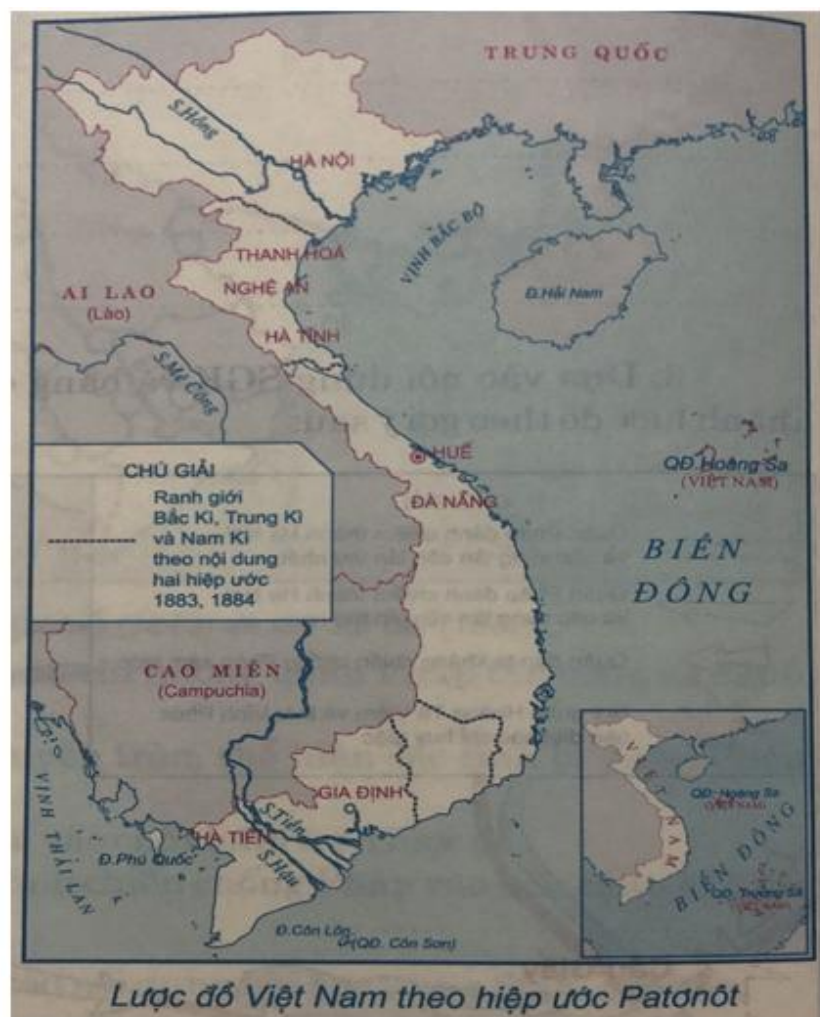 TRUNG QUỐC
S.Hồng
HÀ NỘI
VỊNH BẮC BỘ
THANH HOÁ
NGHỆ AN
Đ.Hải Nam
AI LAO
(Lào)
HÀ TĨNH
S.Mê Công
HUẾ
QĐ.Hoàng Sa
(VIỆT NAM)
ĐÀ NẴNG
CHÚ GIẢI
Ranh giới
Bắc Kì, Trung Kì
và Nam Kì
theo nội dung
hai hiệp ước
1883, 1884
BIỂN
ĐÔNG
CAO MIÊN
(Campuchia)
GIA ĐỊNH
S.Tiền
HÀ TIÊN
S.Hậu
VỊNH THÁI LAN
Đ.Phú Quốc
Đ.Côn Lôn
(QĐ. Côn Sơn)
VIỆT NAM
QĐ.Hoàng Sa
(VIỆT NAM)
BIỂN ĐÔNG
QĐ.Trường Sa
(VIỆT NAM)
Lược đồ Việt Nam theo hiệp ước Patơnôt